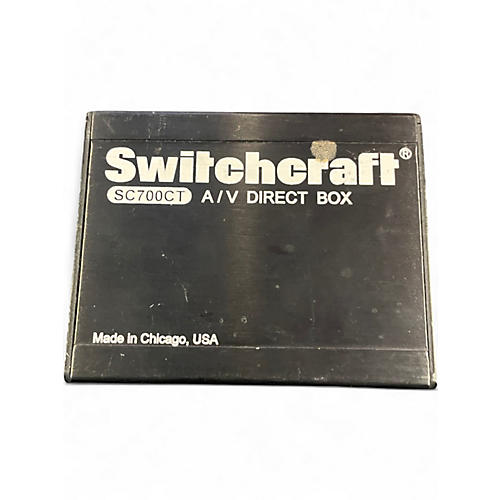 Switchcraft®
SC700CT A/V DIRECT BOX
Made in Chicago, USA